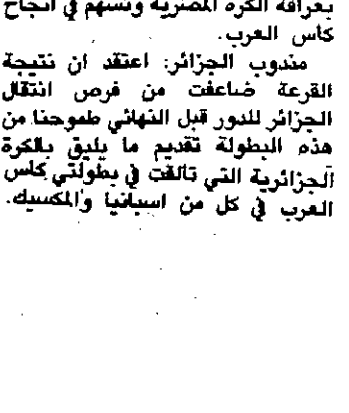 بعراقة الكرة المصرية ونسهم في انجاح
كأس العرب.
مندوب الجزائر: اعتقد ان نتيجة
القرعة ضاعفت من فرص انتقال
الجزائر للدور قبل النهائي طموحنا من
هذه البطولة تقديم ما يليق بالكرة
الجزائرية التي تألقت في بطولتي كاس
العرب في كل من اسبانيا والمكسيك.